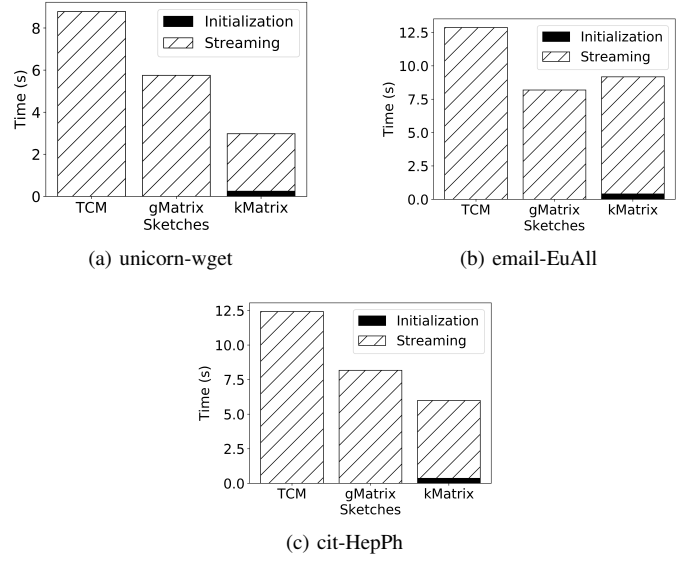 Time (s)
8
6
4
2
0
Initialization
Streaming
TCM gMatrix kMatrix
Sketches
(a) unicorn-wget
Time (s)
12.5
10.0
7.5
5.0
2.5
0.0
Initialization
Streaming
TCM gMatrix kMatrix
Sketches
(b) email-EuAll
Time (s)
12.5
10.0
7.5
5.0
2.5
0.0
Initialization
Streaming
TCM gMatrix kMatrix
Sketches
(c) cit-HepPh